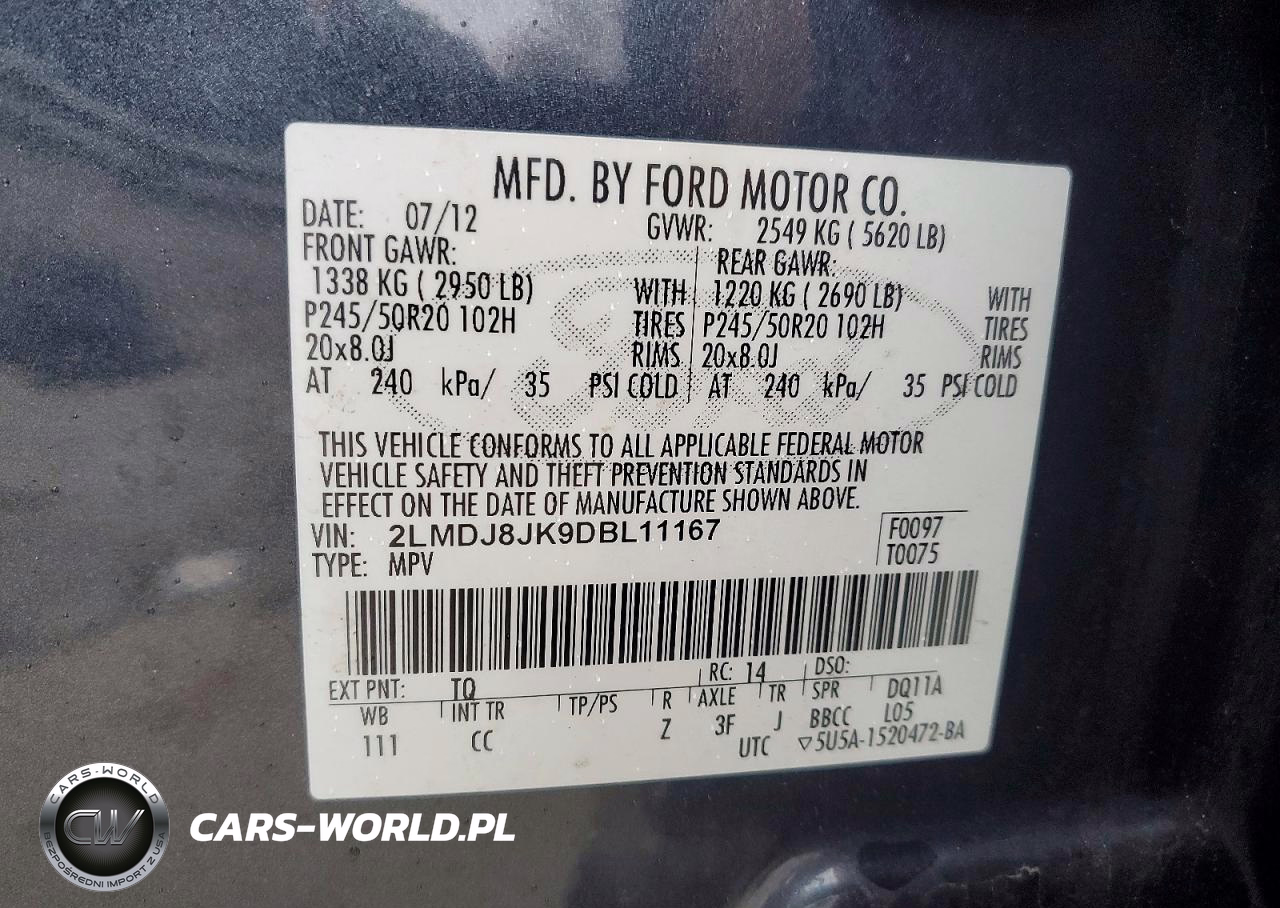 MFD. BY FORD MOTOR CO.
DATE: 07/12 GVWR: 2549 KG ( 5620 LB)
FRONT GAWR: REAR GAWR:
1338 KG ( 2950 LB) WITH 1220 KG ( 2690 LB) WITH
P245/50R20 102H TIRES P245/50R20 102H TIRES
20x8.0J RIMS 20x8.0J RIMS
AT 240 kPa/ 35 PSI COLD AT 240 kPa/ 35 PSI COLD
THIS VEHICLE CONFORMS TO ALL APPLICABLE FEDERAL MOTOR
VEHICLE SAFETY AND THEFT PREVENTION STANDARDS IN
EFFECT ON THE DATE OF MANUFACTURE SHOWN ABOVE.
VIN: 2LMDJ8JK9DBL11167 F0097
TYPE: MPV T0075
EXT PNT: TQ RC: 14 DSO:
WB INT TR TP/PS R AXLE TR SPR DQ11A
111 CC Z 3F J BBCC L05
UTC ▽5U5A-1520472-BA
CARS-WORLD
CW
BEZPOŚREDNI IMPORT Z USA
CARS-WORLD.PL